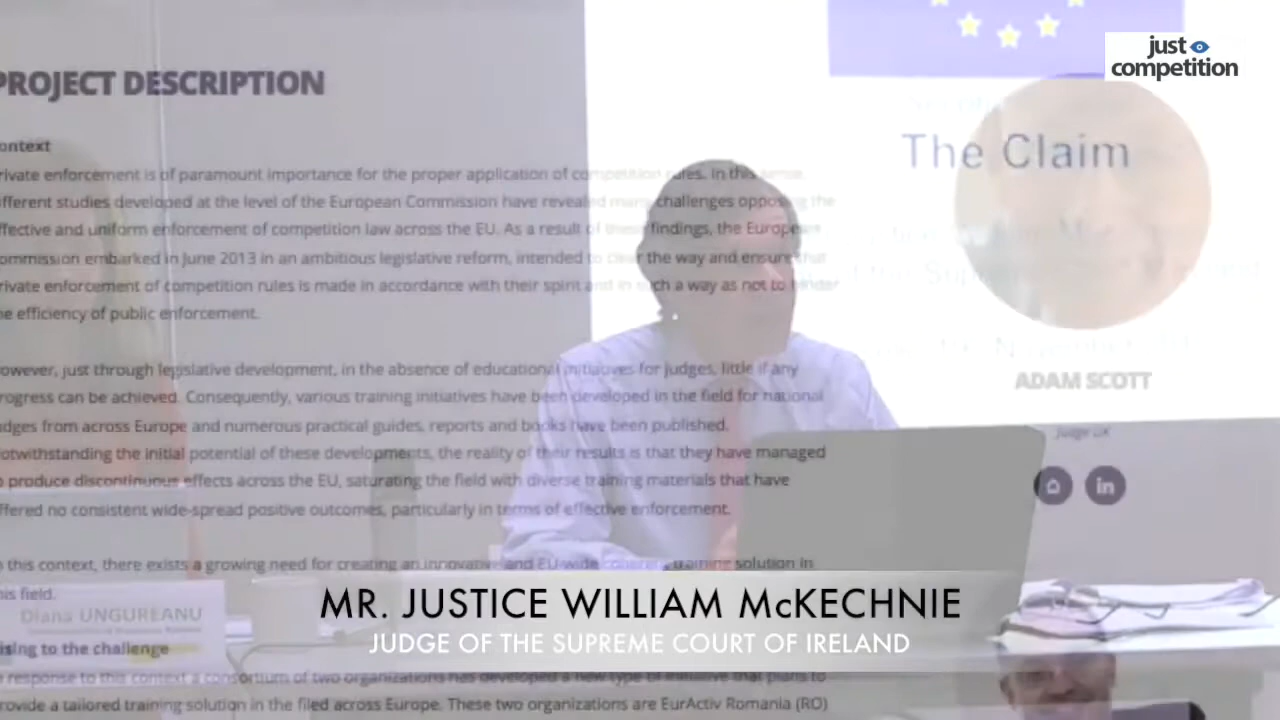 just
competition
PROJECT DESCRIPTION
The Claim
ontext
rivate enforcement is of paramount importance for the proper application of competition rules. In this sense,
ifferent studies developed at the level of the European Commission have revealed many challenges opposing the
ffective and uniform enforcement of competition law across the EU. As a result of these findings, the European
ommission embarked in June 2013 in an ambitious legislative reform, intended to clear the way and ensure that
rivate enforcement of competition rules is made in accordance with their spirit and in such a way as not to hinder
he efficiency of public enforcement.
owever, just through legislative development, in the absence of educational initiatives for judges, little if any
rogress can be achieved. Consequently, various training initiatives have been developed in the field for national
dges from across Europe and numerous practical guides, reports and books have been published.
otwithstanding the initial potential of these developments, the reality of their results is that they have managed
o produce discontinuous effects across the EU, saturating the field with diverse training materials that have
ffered no consistent wide-spread positive outcomes, particularly in terms of effective enforcement.
ADAM SCOTT
Judge UK
in
n this context, there exists a growing need for creating an innovative and EU-wide coherent training solution in
his field.
Diana UNGUREANU
MR. JUSTICE WILLIAM McKECHNIE
JUDGE OF THE SUPREME COURT OF IRELAND
ising to the challenge
n response to this context a consortium of two organizations has developed a new type of initiative that plans to
rovide a tailored training solution in the filed across Europe. These two organizations are EurActiv Romania (RO)